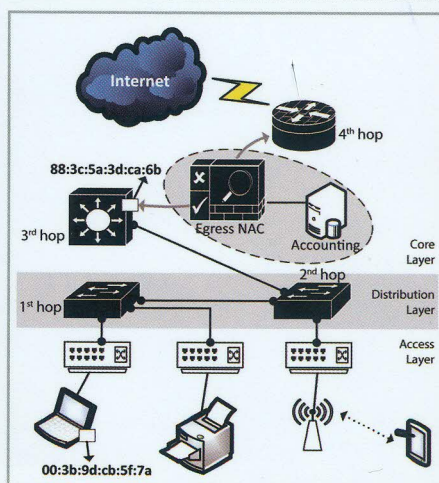 Internet
4th hop
88:3c:5a:3d:ca:6b
Egress NAC
Accounting
3rd hop
Core
Layer
2nd hop
1st hop
Distribution
Layer
Access
Layer
00:3b:9d:cb:5f:7a